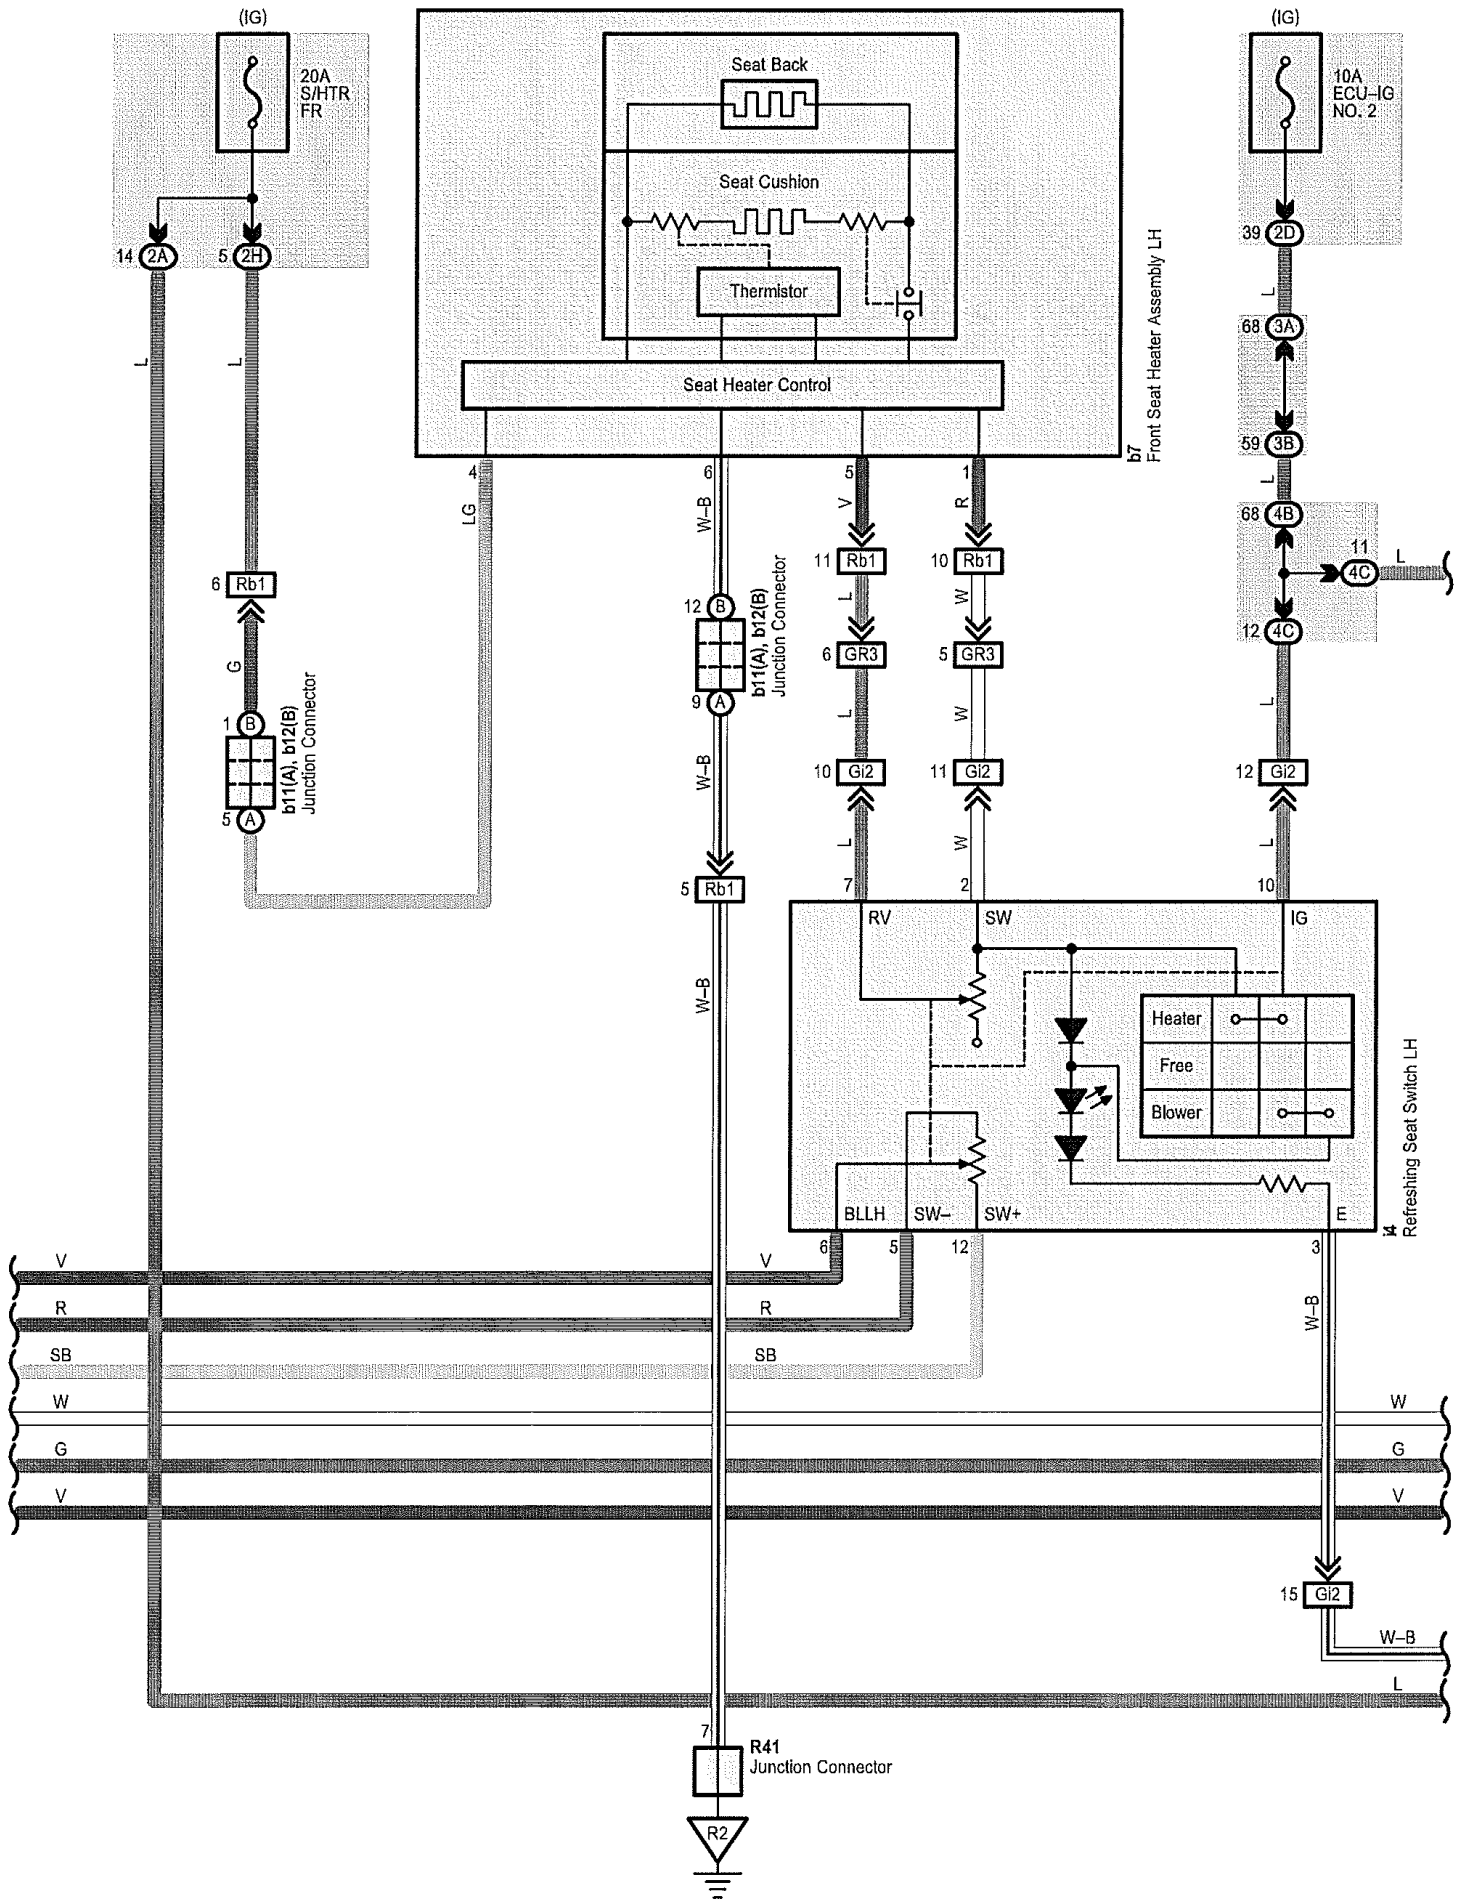 (IG)
20A
S/HTR
FR
14 2A
5 2H
L
L
6 Rb1
G
1 B
b11(A), b12(B)
Junction Connector
5 A
Seat Back
Seat Cushion
Thermistor
Seat Heater Control
b7
Front Seat Heater Assembly LH
4
6
5
1
LG
W–B
V
R
12 B
b11(A), b12(B)
Junction Connector
9 A
W–B
5 Rb1
W–B
11 Rb1
10 Rb1
L
W
6 GR3
5 GR3
L
W
10 Gi2
11 Gi2
L
W
(IG)
10A
ECU–IG
NO. 2
39 2D
L
68 3A
59 3B
L
68 4B
11
4C
L
12 4C
L
12 Gi2
L
7
2
10
RV
SW
IG
Heater
Free
Blower
BLLH
SW–
SW+
E
i4
Refreshing Seat Switch LH
6
5
12
3
V
V
R
R
SB
SB
W–B
W
W
G
G
V
V
15 Gi2
W–B
L
7
R41
Junction Connector
R2